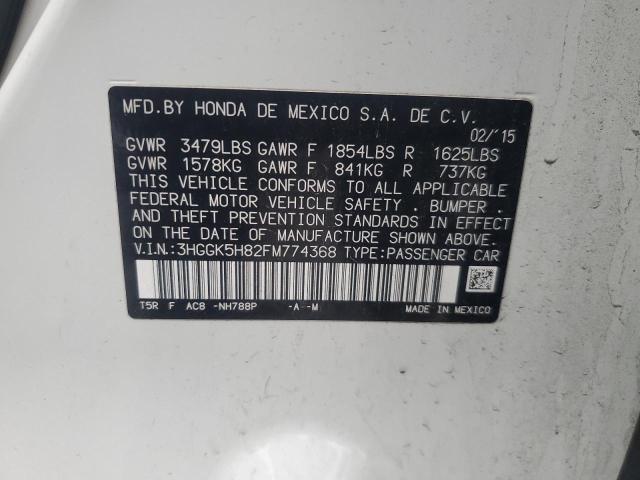 MFD.BY HONDA DE MEXICO S.A. DE C.V.
02/'15
GVWR 3479LBS GAWR F 1854LBS R 1625LBS
GVWR 1578KG GAWR F 841KG R 737KG
THIS VEHICLE CONFORMS TO ALL APPLICABLE
FEDERAL MOTOR VEHICLE SAFETY, BUMPER,
AND THEFT PREVENTION STANDARDS IN EFFECT
ON THE DATE OF MANUFACTURE SHOWN ABOVE.
V.I.N.:3HGGK5H82FM774368 TYPE:PASSENGER CAR
T5R F AC8 -NH788P -A -M
MADE IN MEXICO